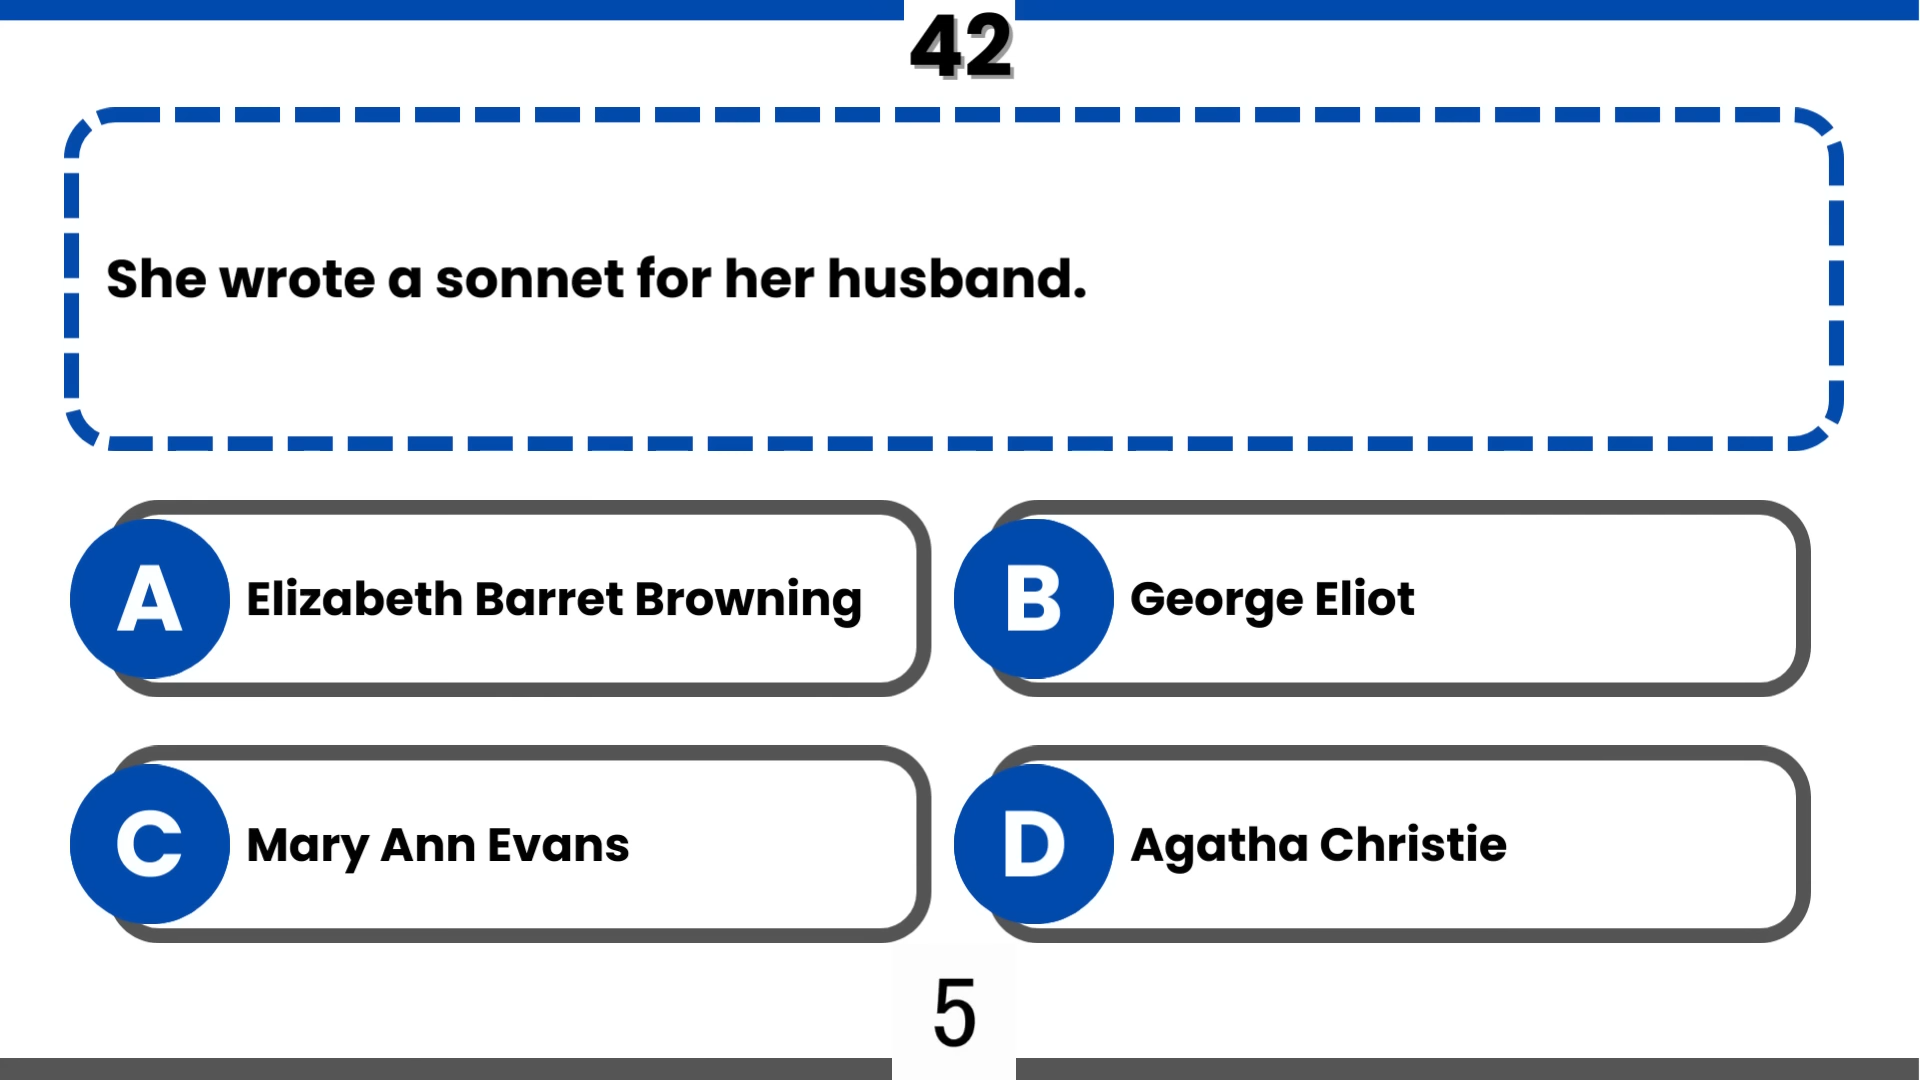 42
She wrote a sonnet for her husband.
A Elizabeth Barret Browning
B George Eliot
C Mary Ann Evans
D Agatha Christie
5